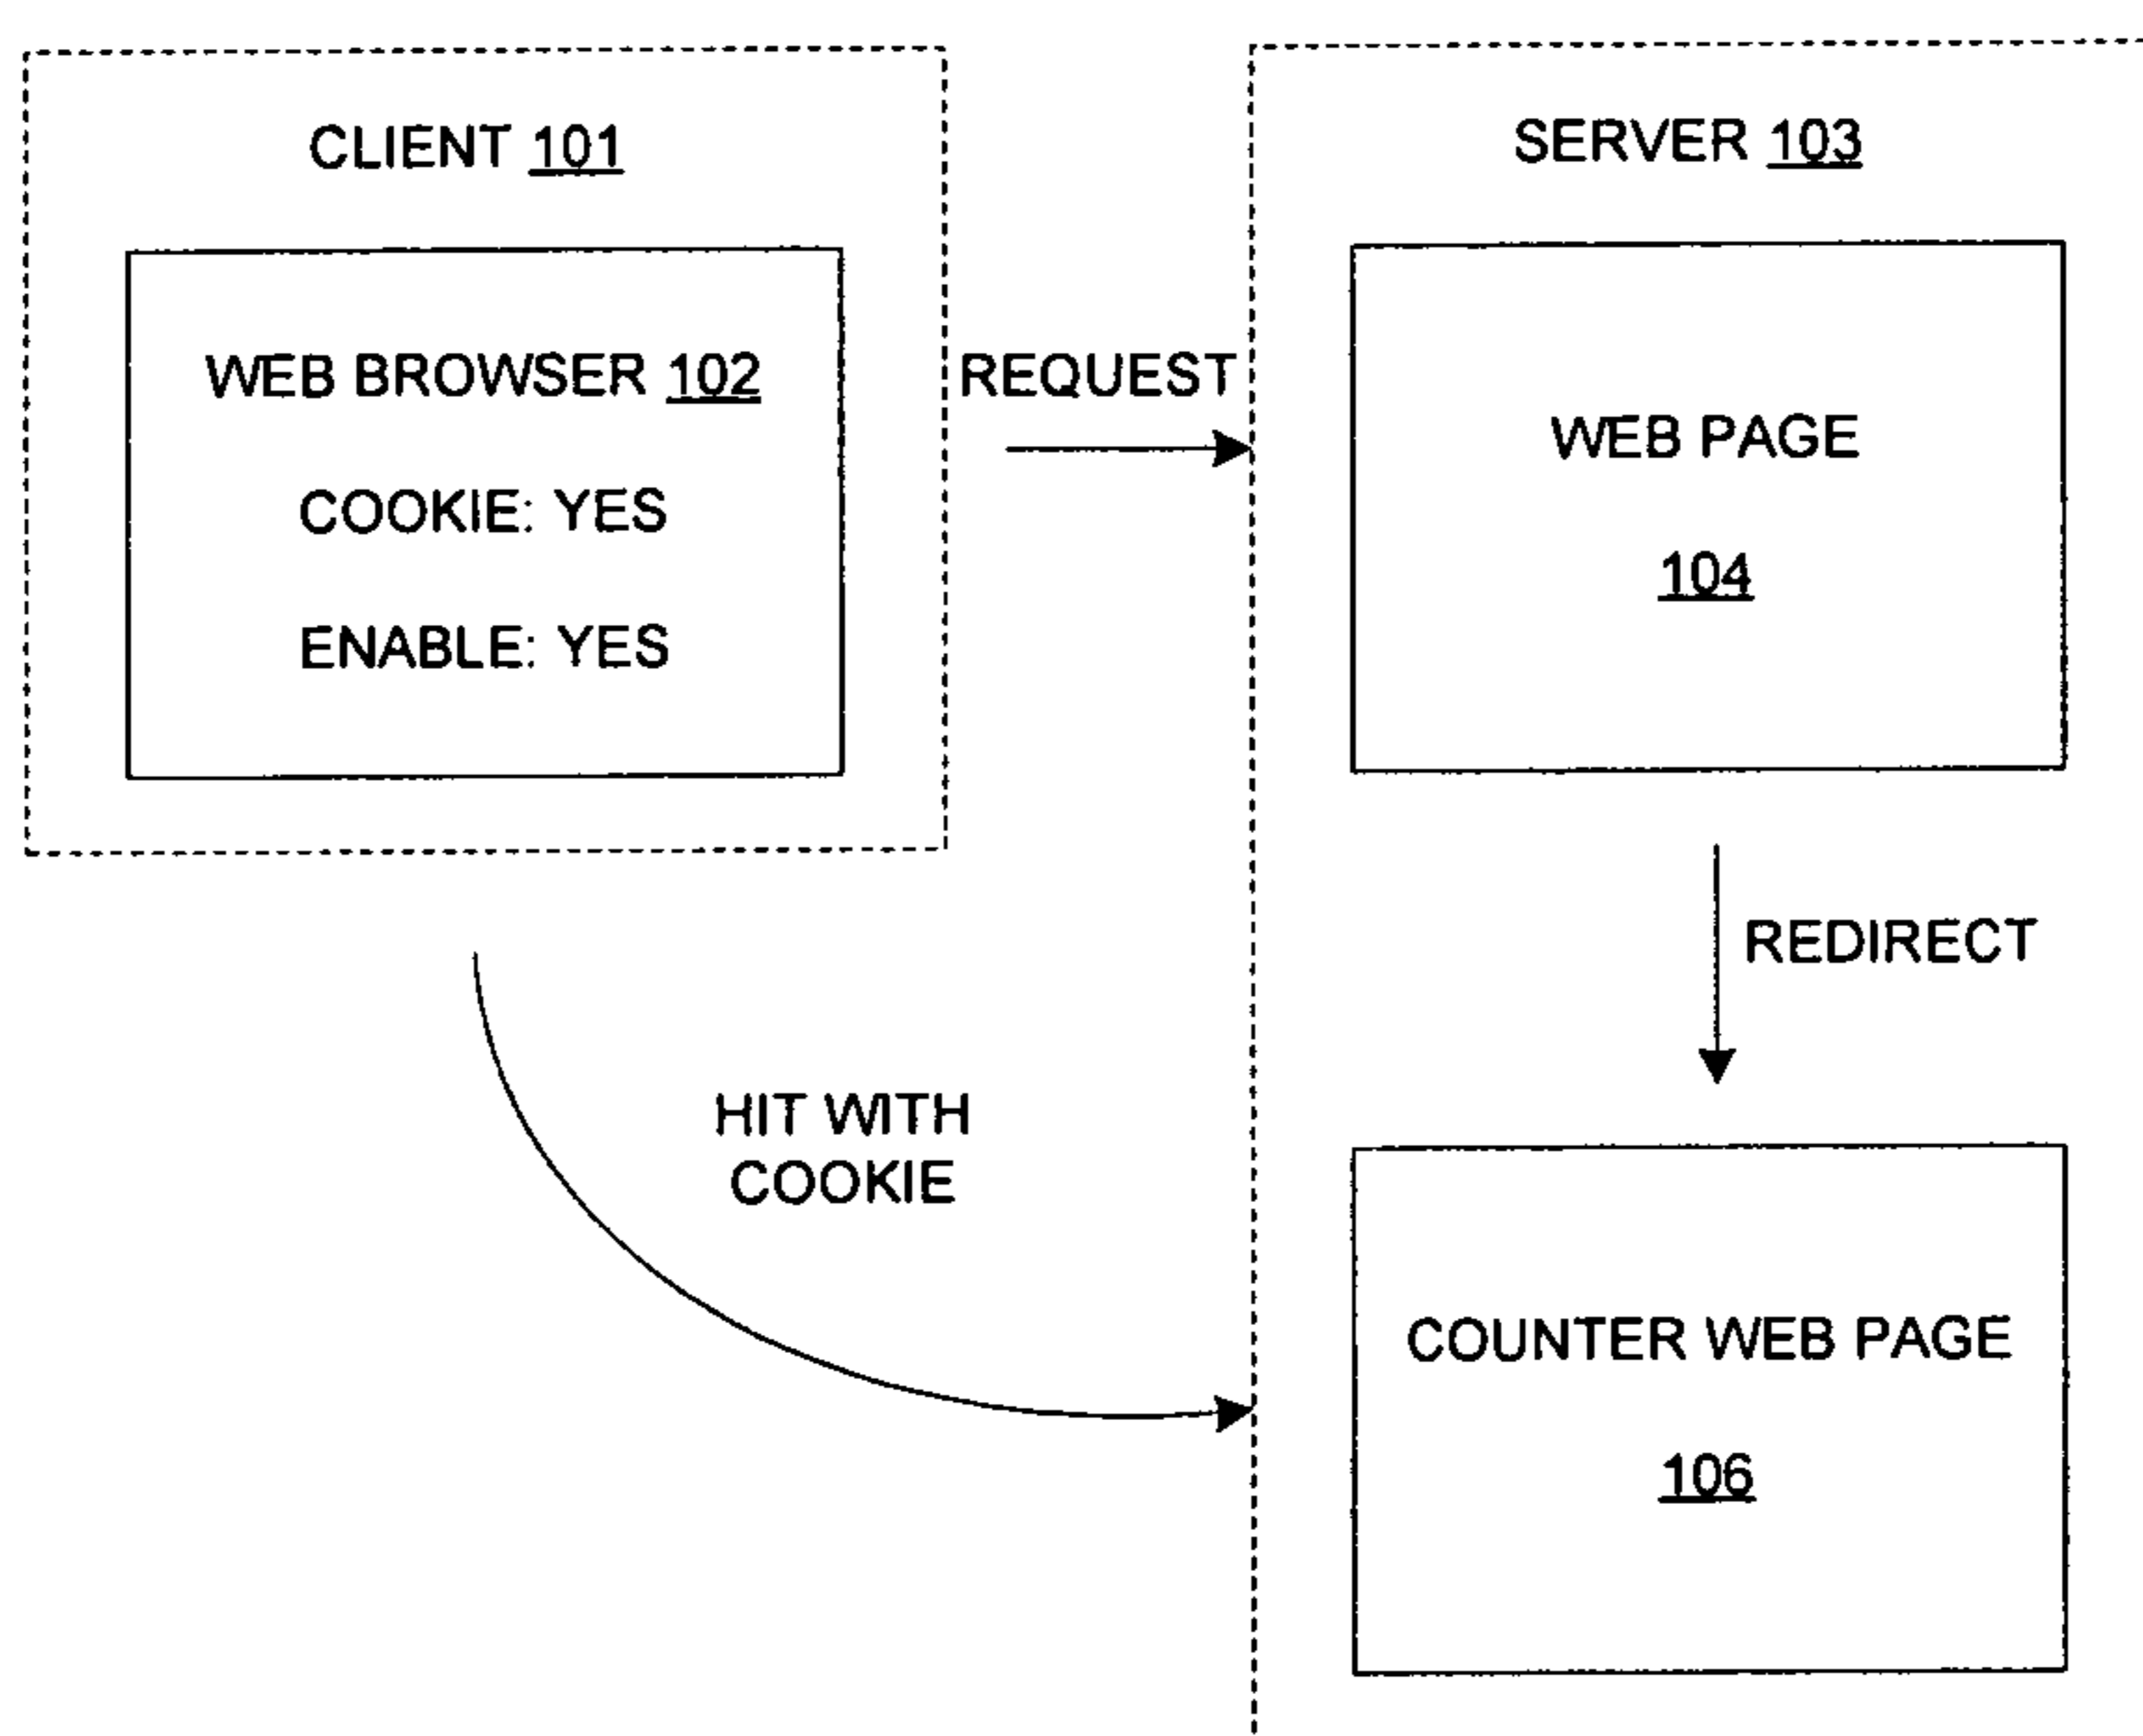 CLIENT 101
WEB BROWSER 102
COOKIE: YES
ENABLE: YES
REQUEST
SERVER 103
WEB PAGE
104
REDIRECT
HIT WITH
COOKIE
COUNTER WEB PAGE
106